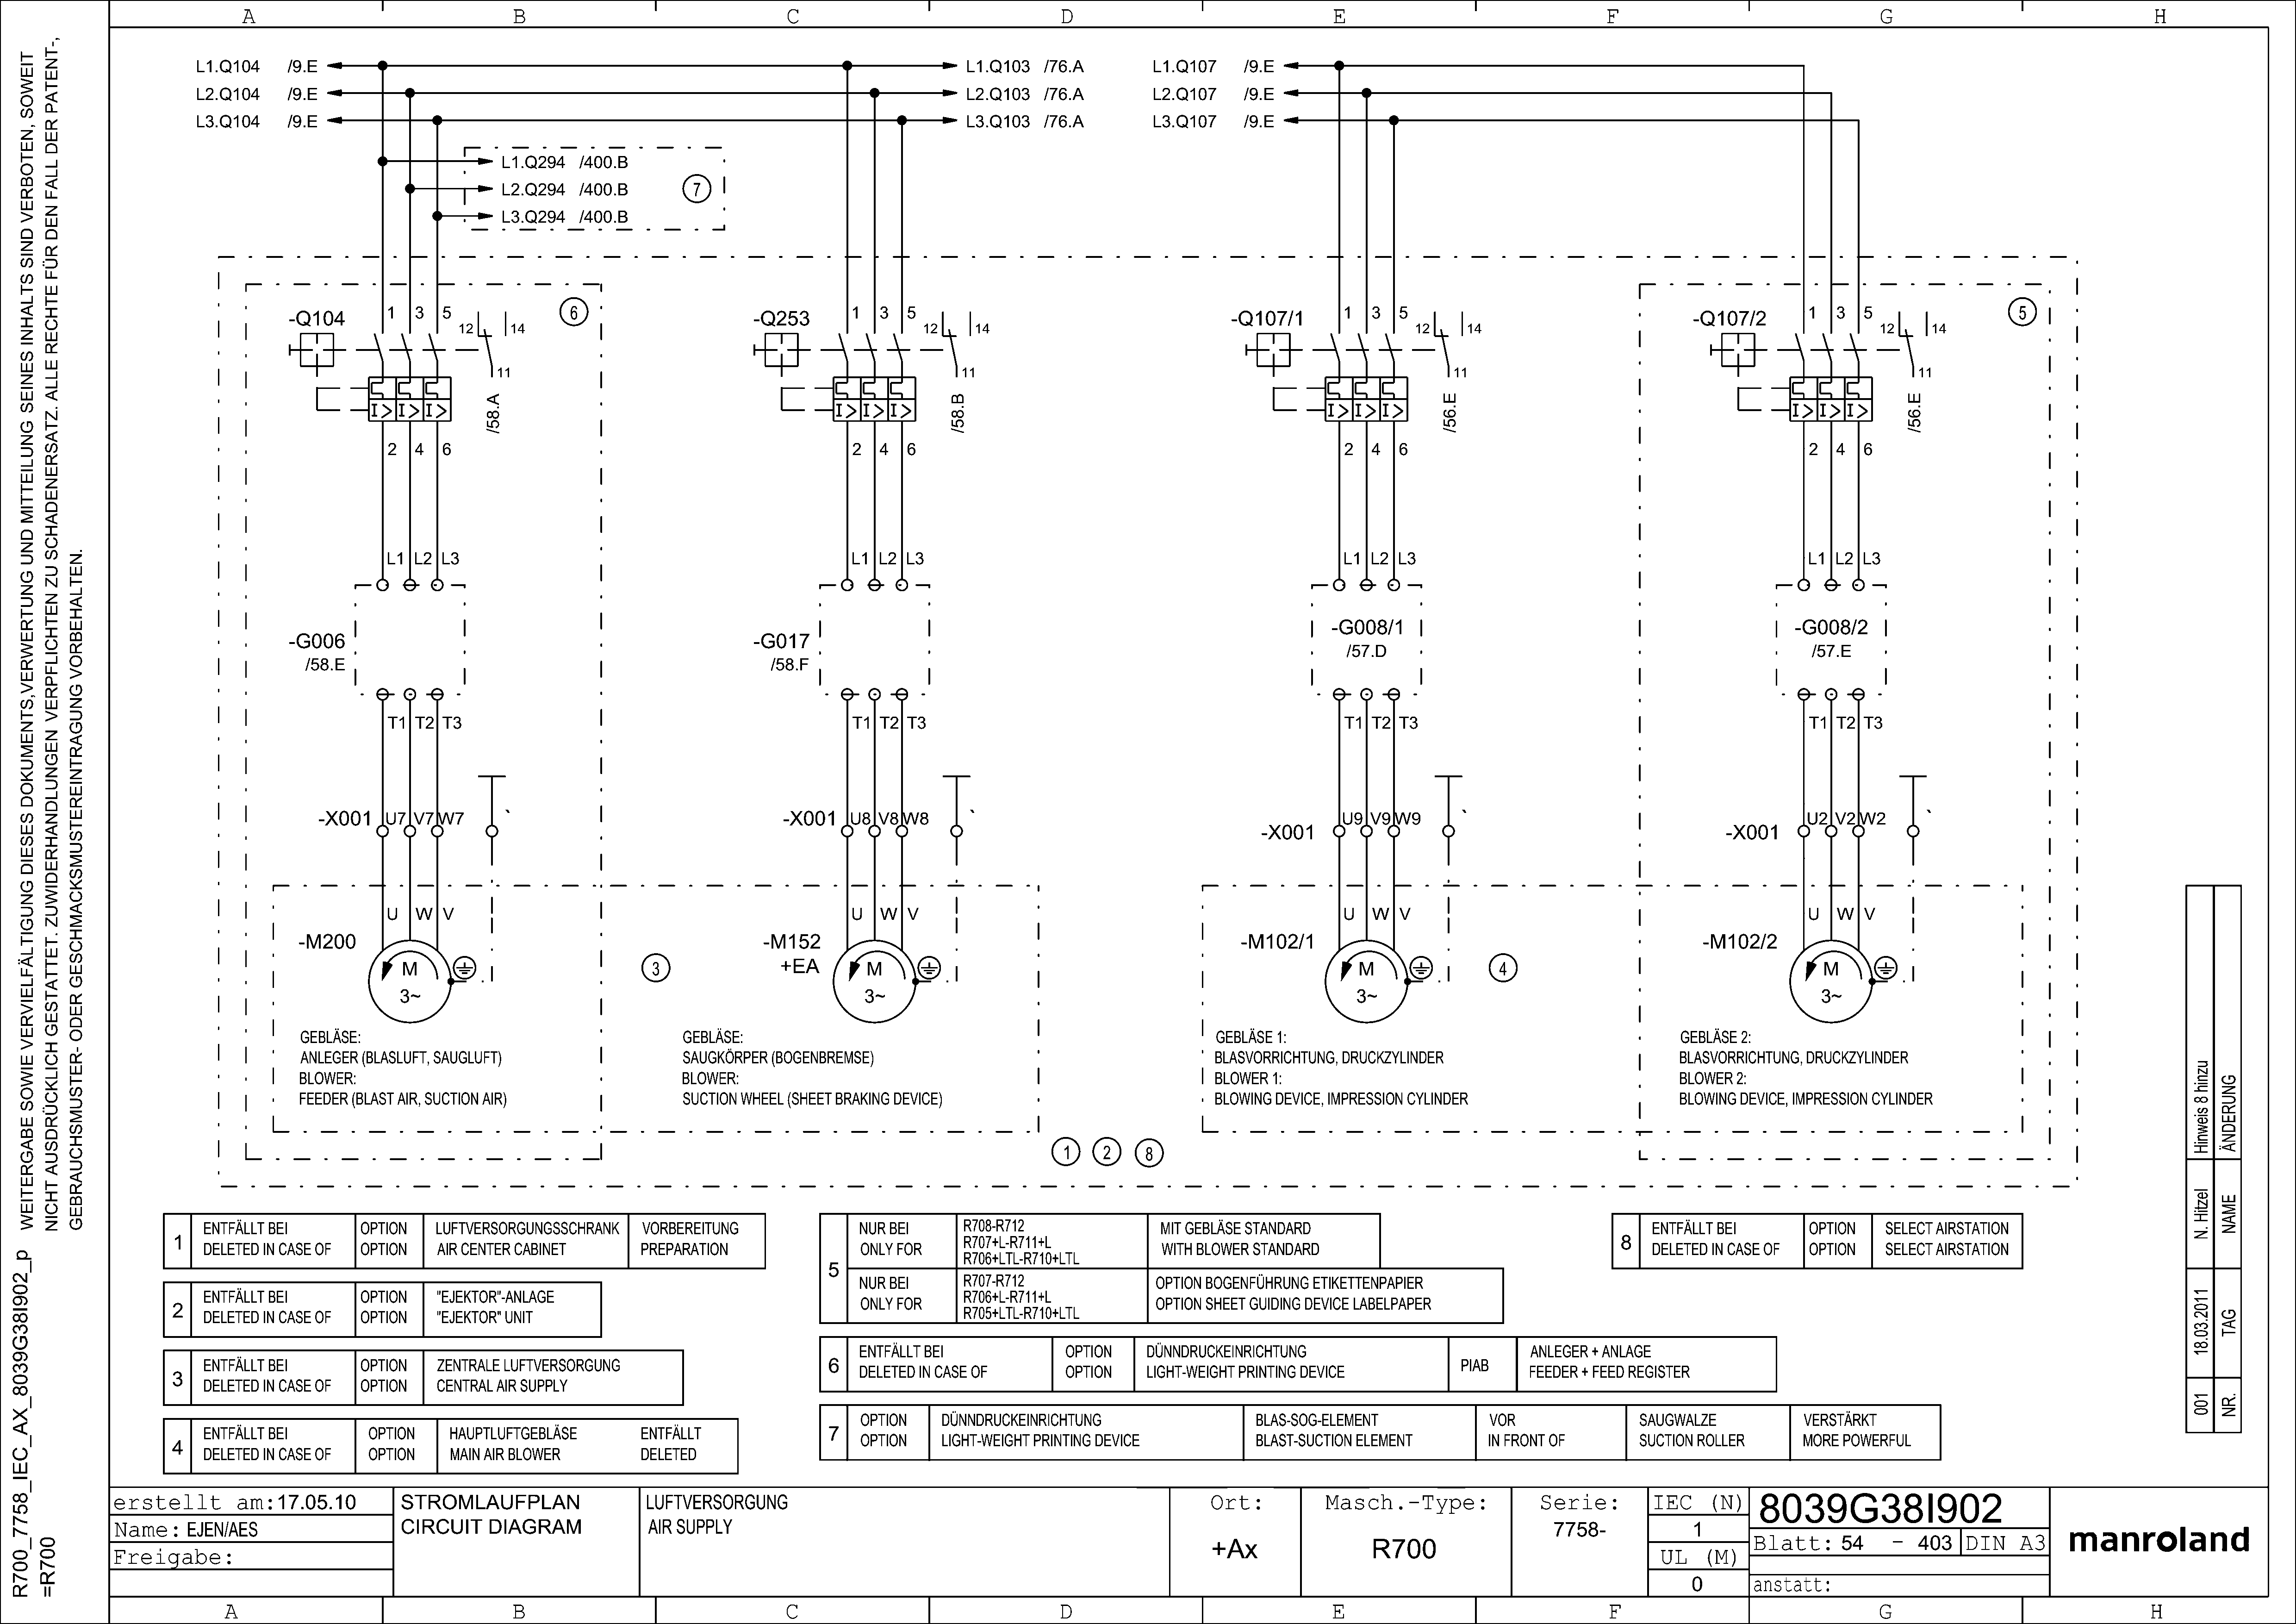 A B C D E F G H
L1.Q104 /9.E L1.Q103 /76.A L1.Q107 /9.E
L2.Q104 /9.E L2.Q103 /76.A L2.Q107 /9.E
L3.Q104 /9.E L3.Q103 /76.A L3.Q107 /9.E
L1.Q294 /400.B
L2.Q294 /400.B 7
L3.Q294 /400.B
-Q104 1 3 5 12 14 11 6
/58.A
2 4 6
-Q253 1 3 5 12 14 11
/58.B
2 4 6
-Q107/1 1 3 5 12 14 11
/56.E
2 4 6
-Q107/2 1 3 5 12 14 11 5
/56.E
2 4 6
I> I> I> I> I> I> I> I> I> I> I> I>
L1 L2 L3 L1 L2 L3 L1 L2 L3 L1 L2 L3
-G006
/58.E
-G017
/58.F
-G008/1
/57.D
-G008/2
/57.E
T1 T2 T3 T1 T2 T3 T1 T2 T3 T1 T2 T3
-X001 U7 V7 W7 -X001 U8 V8 W8 -X001 U9 V9 W9 -X001 U2 V2 W2
U W V U W V U W V U W V
-M200 M 3~
3
-M152
+EA M 3~
-M102/1 M 3~
4
-M102/2 M 3~
GEBLÄSE:
ANLEGER (BLASLUFT, SAUGLUFT)
BLOWER:
FEEDER (BLAST AIR, SUCTION AIR)
GEBLÄSE:
SAUGKÖRPER (BOGENBREMSE)
BLOWER:
SUCTION WHEEL (SHEET BRAKING DEVICE)
GEBLÄSE 1:
BLASVORRICHTUNG, DRUCKZYLINDER
BLOWER 1:
BLOWING DEVICE, IMPRESSION CYLINDER
GEBLÄSE 2:
BLASVORRICHTUNG, DRUCKZYLINDER
BLOWER 2:
BLOWING DEVICE, IMPRESSION CYLINDER
1 2 8
1 ENTFÄLLT BEI OPTION LUFTVERSORGUNGSSCHRANK VORBEREITUNG
DELETED IN CASE OF OPTION AIR CENTER CABINET PREPARATION
2 ENTFÄLLT BEI OPTION "EJEKTOR"-ANLAGE
DELETED IN CASE OF OPTION "EJEKTOR" UNIT
3 ENTFÄLLT BEI OPTION ZENTRALE LUFTVERSORGUNG
DELETED IN CASE OF OPTION CENTRAL AIR SUPPLY
4 ENTFÄLLT BEI OPTION HAUPTLUFTGEBLÄSE ENTFÄLLT
DELETED IN CASE OF OPTION MAIN AIR BLOWER DELETED
5
NUR BEI
ONLY FOR
R708-R712
R707+L-R711+L
R706+LTL-R710+LTL
MIT GEBLÄSE STANDARD
WITH BLOWER STANDARD
NUR BEI
ONLY FOR
R707-R712
R706+L-R711+L
R705+LTL-R710+LTL
OPTION BOGENFÜHRUNG ETIKETTENPAPIER
OPTION SHEET GUIDING DEVICE LABELPAPER
6 ENTFÄLLT BEI OPTION DÜNNDRUCKEINRICHTUNG PIAB ANLEGER + ANLAGE
DELETED IN CASE OF OPTION LIGHT-WEIGHT PRINTING DEVICE FEEDER + FEED REGISTER
7 OPTION DÜNNDRUCKEINRICHTUNG BLAS-SOG-ELEMENT VOR SAUGWALZE VERSTÄRKT
OPTION LIGHT-WEIGHT PRINTING DEVICE BLAST-SUCTION ELEMENT IN FRONT OF SUCTION ROLLER MORE POWERFUL
8 ENTFÄLLT BEI OPTION SELECT AIRSTATION
DELETED IN CASE OF OPTION SELECT AIRSTATION
001 18.03.2011 N. Hitzel Hinweis 8 hinzu
NR. TAG NAME ÄNDERUNG
erstellt am:17.05.10
Name: EJEN/AES
Freigabe:
STROMLAUFPLAN
CIRCUIT DIAGRAM
LUFTVERSORGUNG
AIR SUPPLY
Ort:
+Ax
Masch.-Type:
R700
Serie:
7758-
IEC (N)
1
UL (M)
0
8039G38I902
Blatt: 54 - 403 DIN A3
anstatt:
manroland
A B C D E F G H
R700_7758_IEC_AX_8039G38I902_p
=R700
WEITERGABE SOWIE VERVIELFÄLTIGUNG DIESES DOKUMENTS,VERWERTUNG UND MITTEILUNG SEINES INHALTS SIND VERBOTEN, SOWEIT
NICHT AUSDRÜCKLICH GESTATTET. ZUWIDERHANDLUNGEN VERPFLICHTEN ZU SCHADENERSATZ. ALLE RECHTE FÜR DEN FALL DER PATENT-,
GEBRAUCHSMUSTER- ODER GESCHMACKSMUSTEREINTRAGUNG VORBEHALTEN.